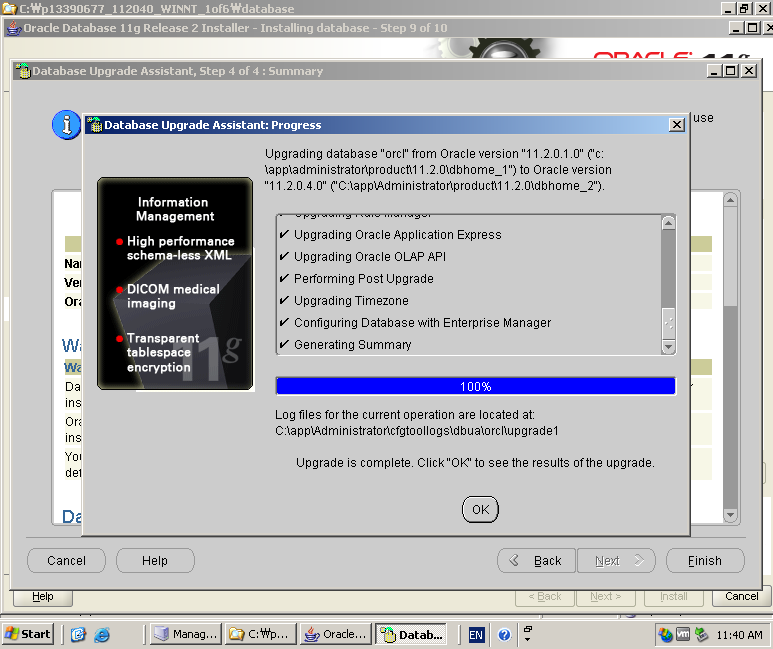 C:₩p13390677_112040_WINNT_1of6₩database
Oracle Database 11g Release 2 Installer - Installing database - Step 9 of 10
ORACLE 11g
Database Upgrade Assistant, Step 4 of 4 : Summary
use
Database Upgrade Assistant: Progress
Upgrading database "orcl" from Oracle version "11.2.0.1.0" ("c:
\app\administrator\product\11.2.0\dbhome_1") to Oracle version
"11.2.0.4.0" ("C:\app\Administrator\product\11.2.0\dbhome_2").
Information
Management
High performance
schema-less XML
DICOM medical
imaging
Transparent
tablespace
encryption
11g
Upgrading Rule Manager
Upgrading Oracle Application Express
Upgrading Oracle OLAP API
Performing Post Upgrade
Upgrading Timezone
Configuring Database with Enterprise Manager
Generating Summary
100%
Log files for the current operation are located at:
C:\app\Administrator\cfgtoollogs\dbua\orcl\upgrade1
Upgrade is complete. Click "OK" to see the results of the upgrade.
OK
Cancel
Help
Back
Next
Finish
Help
< Back
Next >
Install
Cancel
Start
Manag...
C:₩p...
Oracle...
Datab...
EN
11:40 AM